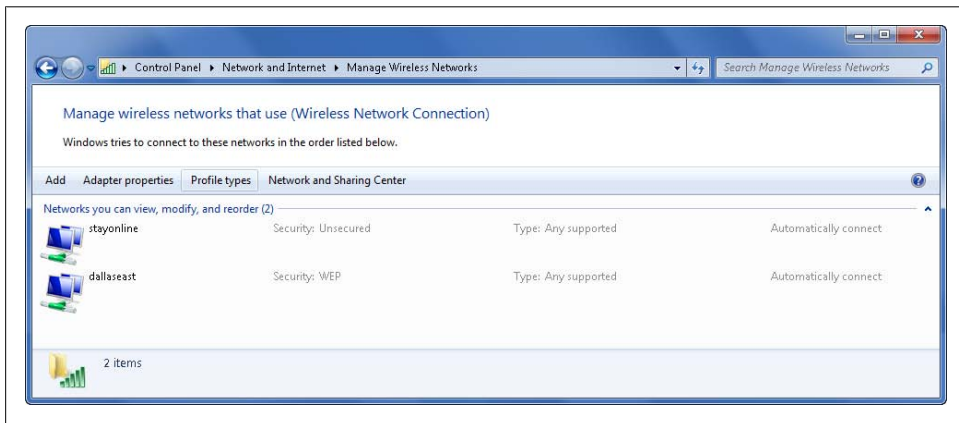 Control Panel ▸ Network and Internet ▸ Manage Wireless Networks
Search Manage Wireless Networks
Manage wireless networks that use (Wireless Network Connection)
Windows tries to connect to these networks in the order listed below.
Add Adapter properties Profile types Network and Sharing Center
Networks you can view, modify, and reorder (2)
stayonline Security: Unsecured Type: Any supported Automatically connect
dallaseast Security: WEP Type: Any supported Automatically connect
2 items